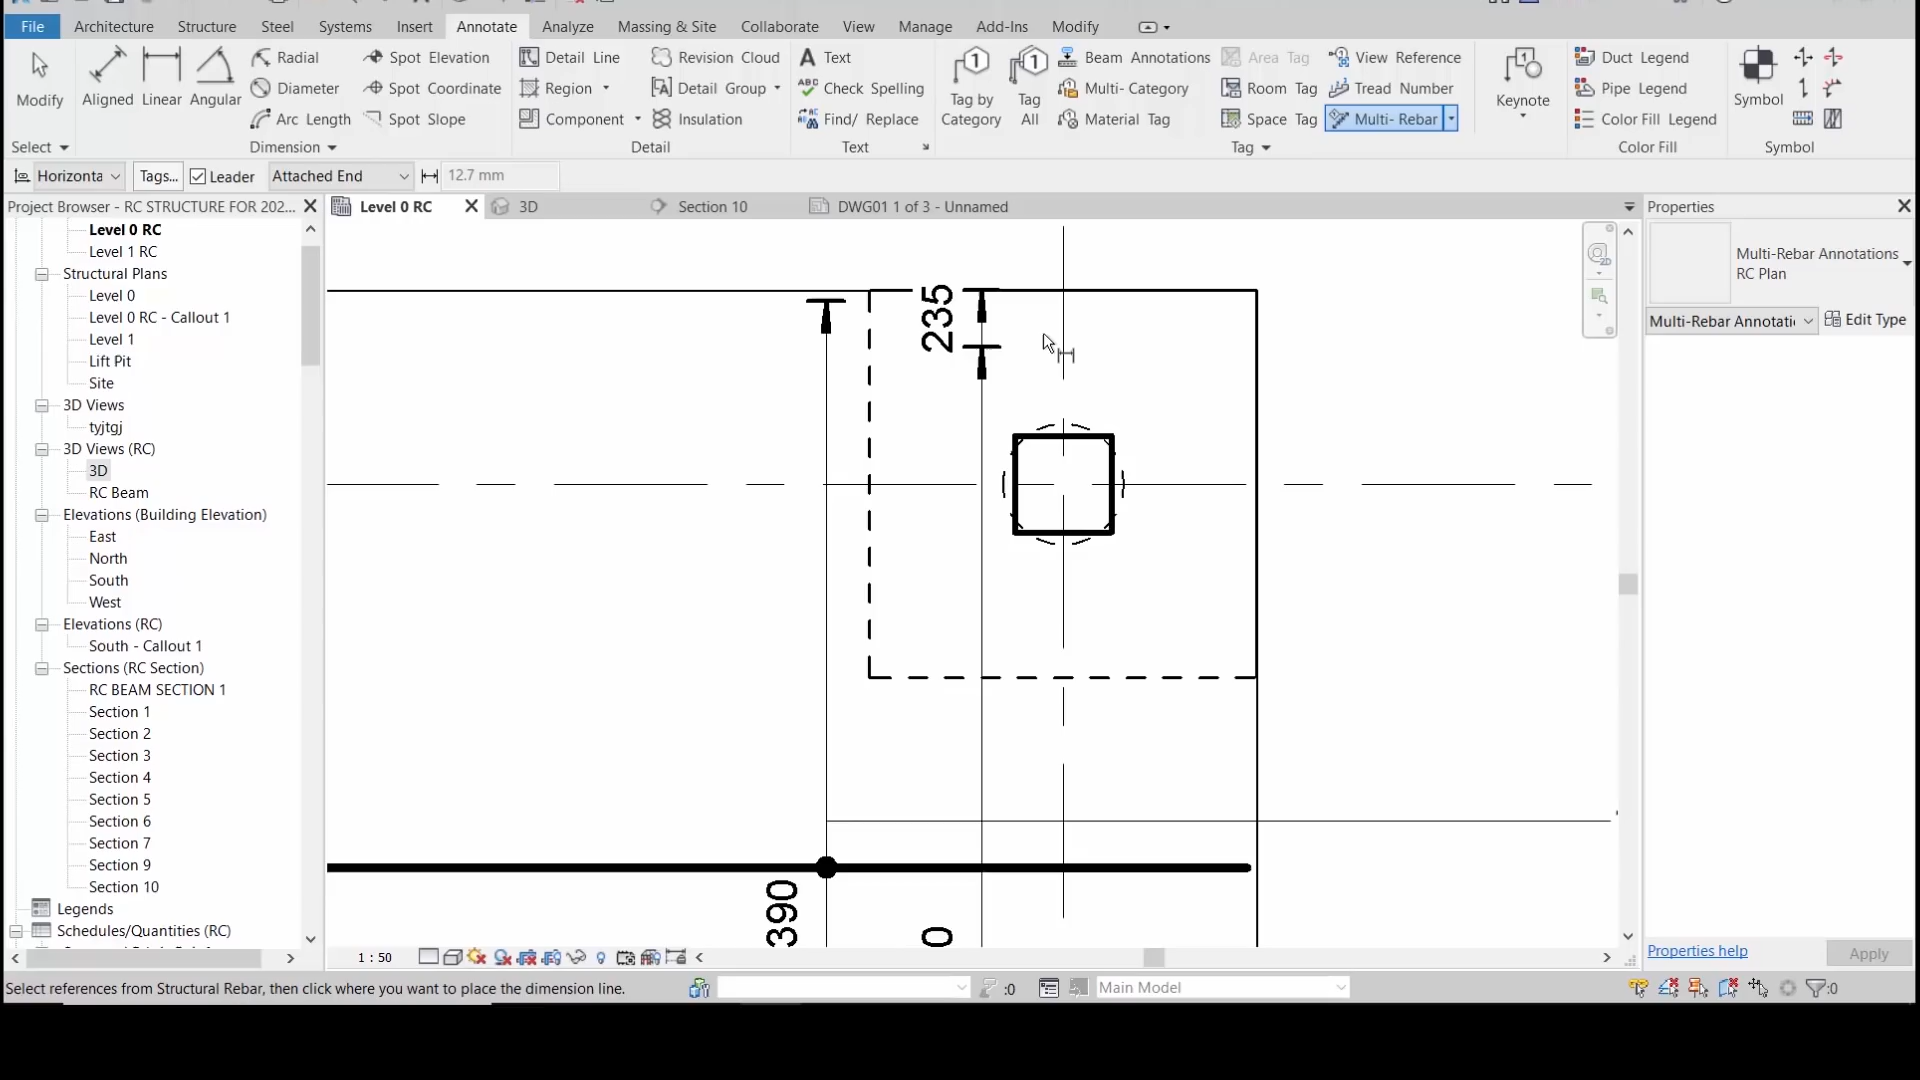 File Architecture Structure Steel Systems Insert Annotate Analyze Massing & Site Collaborate View Manage Add-Ins Modify
Modify
Select
Aligned Linear Angular
Radial
Diameter
Arc Length
Spot Elevation
Spot Coordinate
Spot Slope
Dimension
Detail Line
Region
Component
Revision Cloud
Detail Group
Insulation
Detail
A Text
ABC Check Spelling
Find/ Replace
Text
Tag by Category
Tag All
Beam Annotations
Multi- Category
Material Tag
Area Tag
Room Tag
Space Tag
View Reference
Tread Number
Multi- Rebar
Tag
Keynote
Duct Legend
Pipe Legend
Color Fill Legend
Color Fill
Symbol
Symbol
Horizonta Tags... Leader Attached End 12.7 mm
Project Browser - RC STRUCTURE FOR 202...
Level 0 RC
Level 1 RC
Structural Plans
Level 0
Level 0 RC - Callout 1
Level 1
Lift Pit
Site
3D Views
tyjtgj
3D Views (RC)
3D
RC Beam
Elevations (Building Elevation)
East
North
South
West
Elevations (RC)
South - Callout 1
Sections (RC Section)
RC BEAM SECTION 1
Section 1
Section 2
Section 3
Section 4
Section 5
Section 6
Section 7
Section 9
Section 10
Legends
Schedules/Quantities (RC)
Level 0 RC 3D Section 10 DWG01 1 of 3 - Unnamed
235
390
0
1 : 50
Properties
Multi-Rebar Annotations
RC Plan
Multi-Rebar Annotati Edit Type
Properties help Apply
Select references from Structural Rebar, then click where you want to place the dimension line. :0 Main Model :0